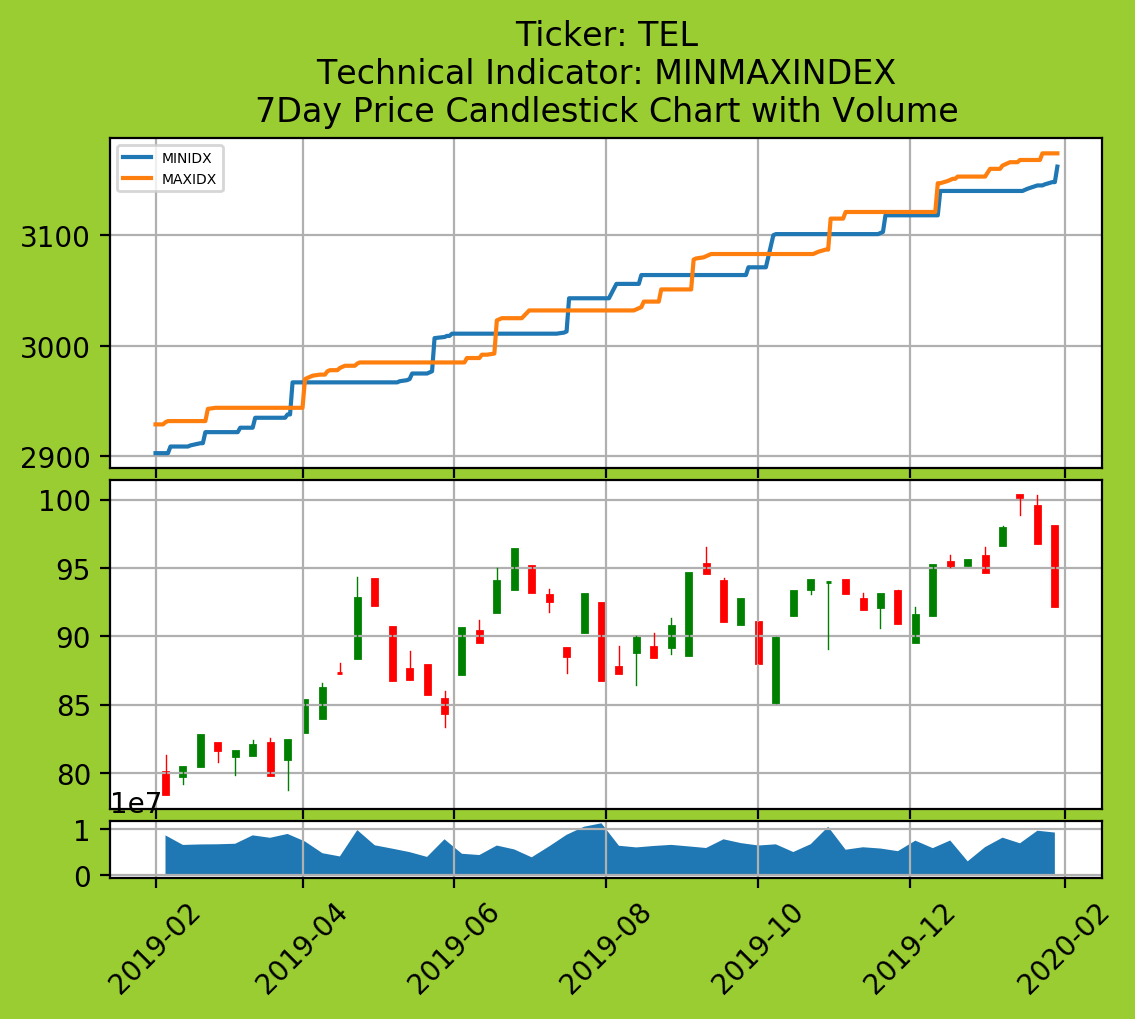 Ticker: TEL
Technical Indicator: MINMAXINDEX
7Day Price Candlestick Chart with Volume
MINIDX
MAXIDX
3100
3000
2900
100
95
90
85
80
1e7
1
0
2019-02
2019-04
2019-06
2019-08
2019-10
2019-12
2020-02